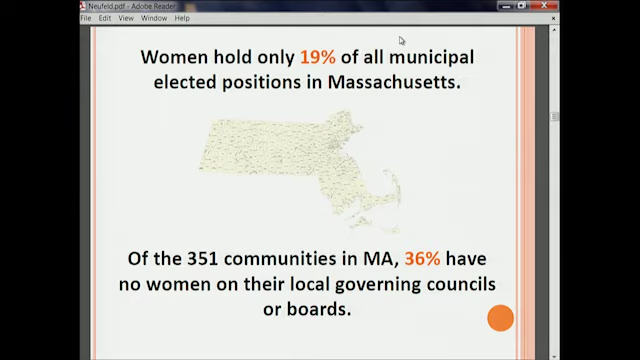 Neufeld.pdf - Adobe Reader
File Edit View Window Help
Women hold only 19% of all municipal
elected positions in Massachusetts.
Of the 351 communities in MA, 36% have
no women on their local governing councils
or boards.